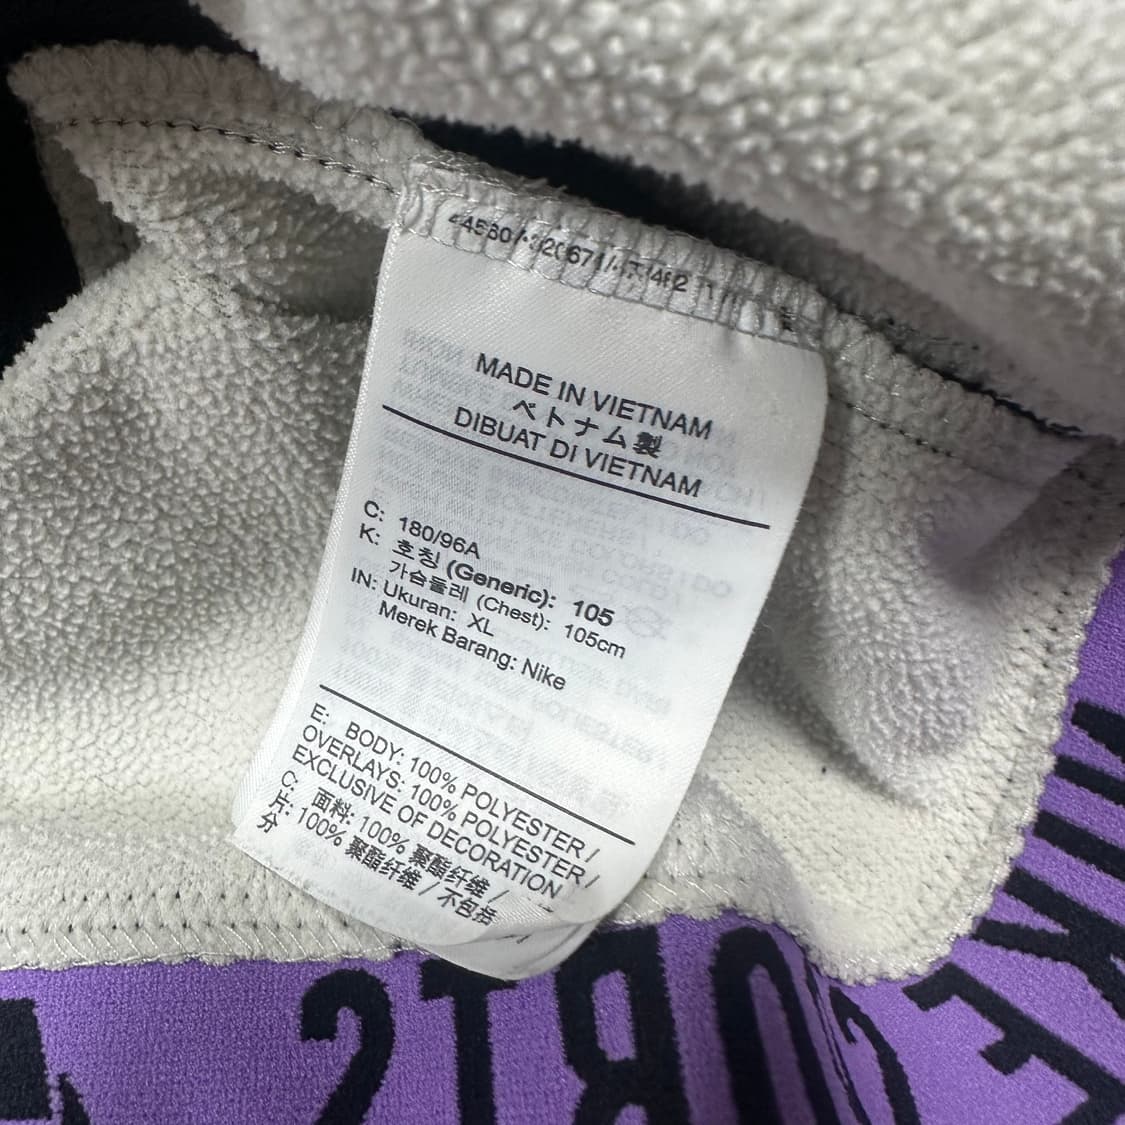 MADE IN VIETNAM
ベトナム製
DIBUAT DI VIETNAM
C: 180/96A
K: 호칭 (Generic): 105
가슴둘레 (Chest): 105cm
IN: Ukuran: XL
Merek Barang: Nike
E: BODY: 100% POLYESTER /
OVERLAYS: 100% POLYESTER /
EXCLUSIVE OF DECORATION
C: 面料: 100% 聚酯纤维 /
片: 100% 聚酯纤维 / 不包括
分